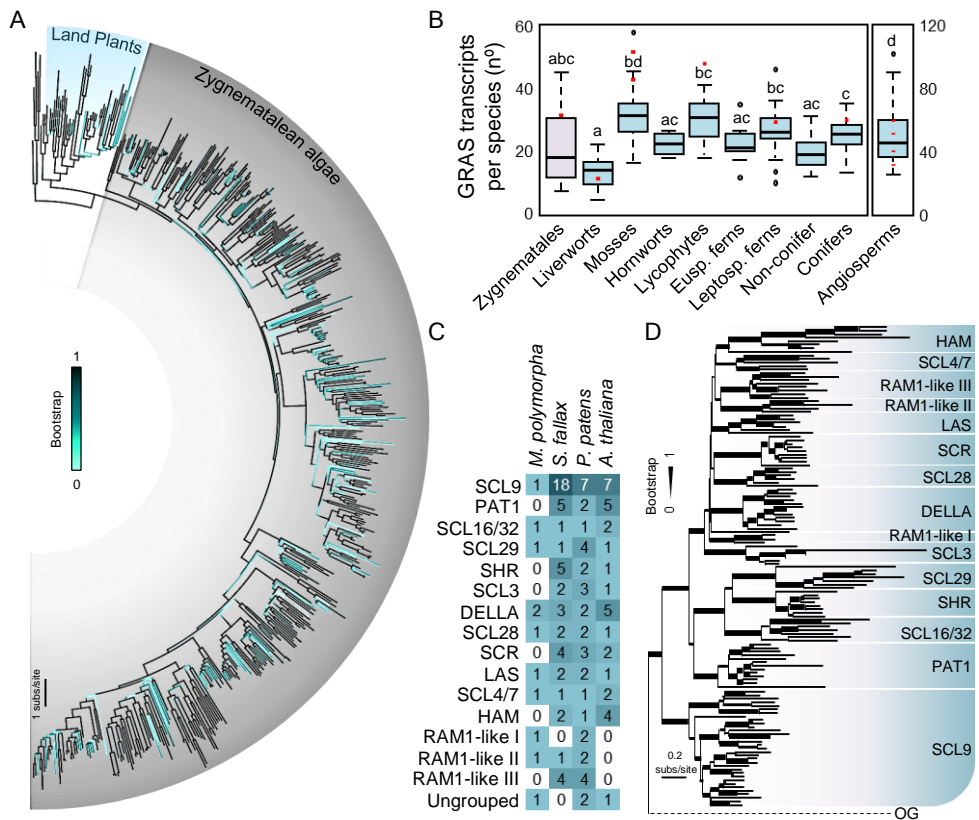 A
Land Plants
Zygnematalean algae
Bootstrap
1
0
1 subs/site
B
GRAS transcripts
per species (nº)
60
40
20
0
abc
a
bd
ac
bc
ac
bc
ac
c
d
120
80
40
0
Zygnematales
Liverworts
Mosses
Hornworts
Lycophytes
Eusp. ferns
Leptosp. ferns
Non-conifer
Conifers
Angiosperms
C
M. polymorpha
S. fallax
P. patens
A. thaliana
SCL9 1 18 7 7
PAT1 0 5 2 5
SCL16/32 1 1 1 2
SCL29 1 1 4 1
SHR 0 5 2 1
SCL3 0 2 3 1
DELLA 2 3 2 5
SCL28 1 2 2 1
SCR 0 4 3 2
LAS 1 2 2 1
SCL4/7 1 1 1 2
HAM 0 2 1 4
RAM1-like I 1 0 2 0
RAM1-like II 1 1 2 0
RAM1-like III 0 4 4 0
Ungrouped 1 0 2 1
D
HAM
SCL4/7
RAM1-like III
RAM1-like II
LAS
SCR
SCL28
DELLA
RAM1-like I
SCL3
SCL29
SHR
SCL16/32
PAT1
SCL9
Bootstrap
0 1
0.2
subs/site
OG